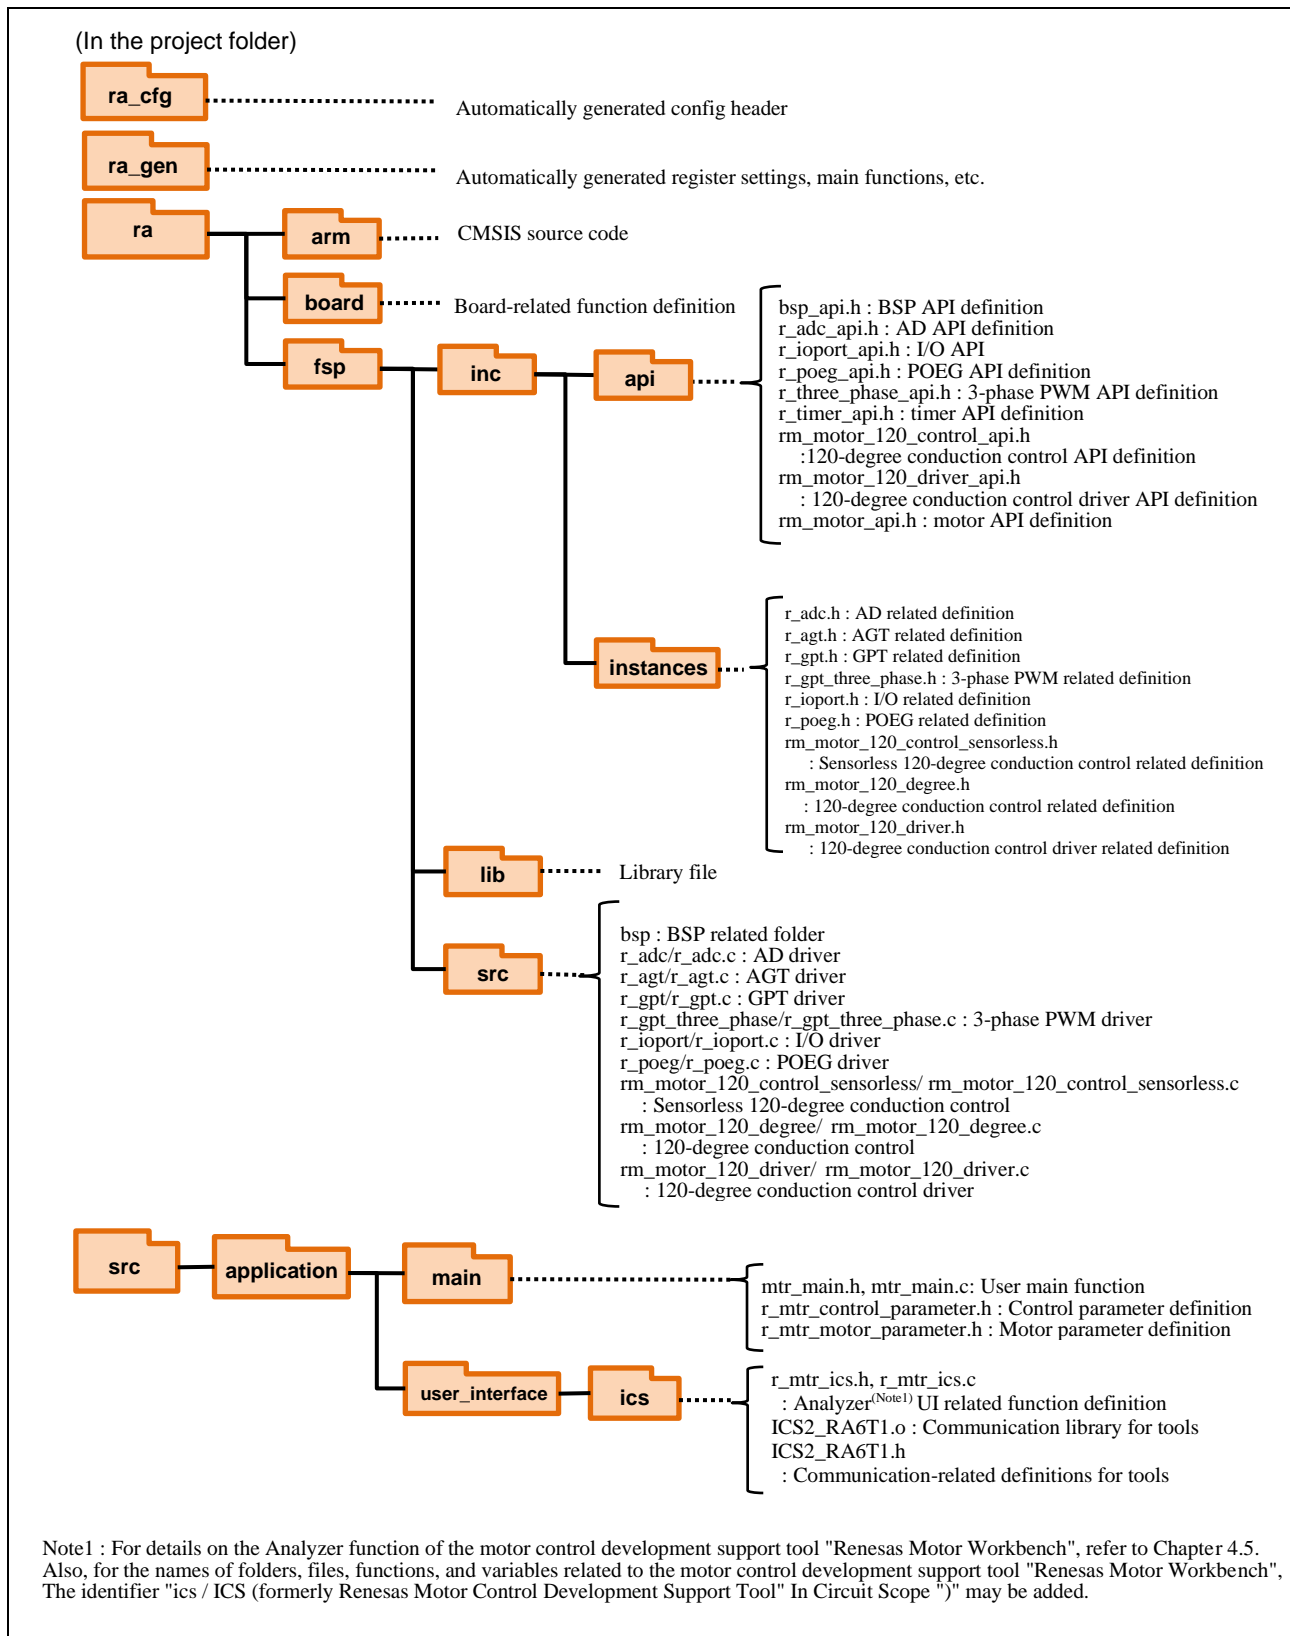 (In the project folder)
ra_cfg
Automatically generated config header
ra_gen
Automatically generated register settings, main functions, etc.
ra
arm
CMSIS source code
board
Board-related function definition
fsp
inc
api
bsp_api.h : BSP API definition
r_adc_api.h : AD API definition
r_ioport_api.h : I/O API
r_poeg_api.h : POEG API definition
r_three_phase_api.h : 3-phase PWM API definition
r_timer_api.h : timer API definition
rm_motor_120_control_api.h
:120-degree conduction control API definition
rm_motor_120_driver_api.h
: 120-degree conduction control driver API definition
rm_motor_api.h : motor API definition
instances
r_adc.h : AD related definition
r_agt.h : AGT related definition
r_gpt.h : GPT related definition
r_gpt_three_phase.h : 3-phase PWM related definition
r_ioport.h : I/O related definition
r_poeg.h : POEG related definition
rm_motor_120_control_sensorless.h
: Sensorless 120-degree conduction control related definition
rm_motor_120_degree.h
: 120-degree conduction control related definition
rm_motor_120_driver.h
: 120-degree conduction control driver related definition
lib
Library file
src
bsp : BSP related folder
r_adc/r_adc.c : AD driver
r_agt/r_agt.c : AGT driver
r_gpt/r_gpt.c : GPT driver
r_gpt_three_phase/r_gpt_three_phase.c : 3-phase PWM driver
r_ioport/r_ioport.c : I/O driver
r_poeg/r_poeg.c : POEG driver
rm_motor_120_control_sensorless/ rm_motor_120_control_sensorless.c
: Sensorless 120-degree conduction control
rm_motor_120_degree/ rm_motor_120_degree.c
: 120-degree conduction control
rm_motor_120_driver/ rm_motor_120_driver.c
: 120-degree conduction control driver
src
application
main
mtr_main.h, mtr_main.c: User main function
r_mtr_control_parameter.h : Control parameter definition
r_mtr_motor_parameter.h : Motor parameter definition
user_interface
ics
r_mtr_ics.h, r_mtr_ics.c
: Analyzer(Note1) UI related function definition
ICS2_RA6T1.o : Communication library for tools
ICS2_RA6T1.h
: Communication-related definitions for tools
Note1 : For details on the Analyzer function of the motor control development support tool "Renesas Motor Workbench", refer to Chapter 4.5.
Also, for the names of folders, files, functions, and variables related to the motor control development support tool "Renesas Motor Workbench",
The identifier "ics / ICS (formerly Renesas Motor Control Development Support Tool" In Circuit Scope ")" may be added.